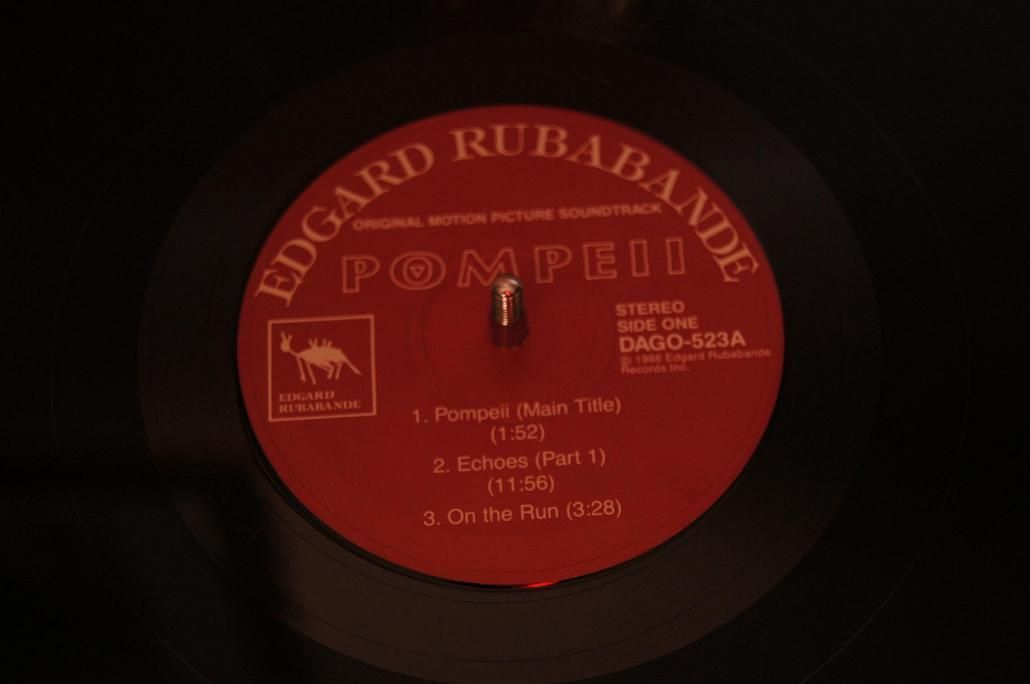 EDGARD RUBABANDE
ORIGINAL MOTION PICTURE SOUNDTRACK
POMPEII
STEREO
SIDE ONE
DAGO-523A
℗ 1986 Edgard Rubabande
Records Inc.
EDGARD
RUBABANDE
1. Pompeii (Main Title)
(1:52)
2. Echoes (Part 1)
(11:56)
3. On the Run (3:28)